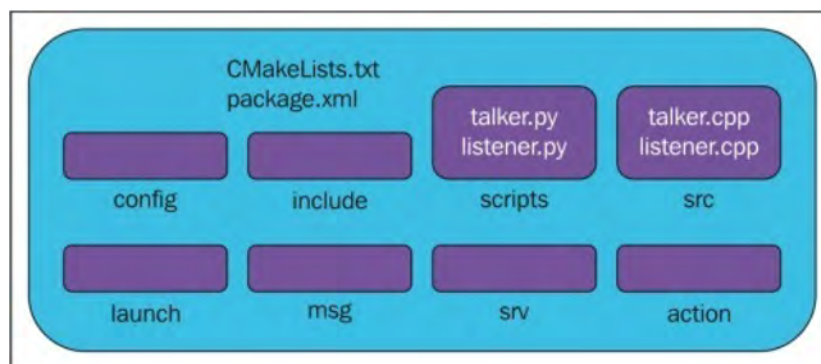 CMakeLists.txt
package.xml
talker.py
listener.py
talker.cpp
listener.cpp
config
include
scripts
src
launch
msg
srv
action